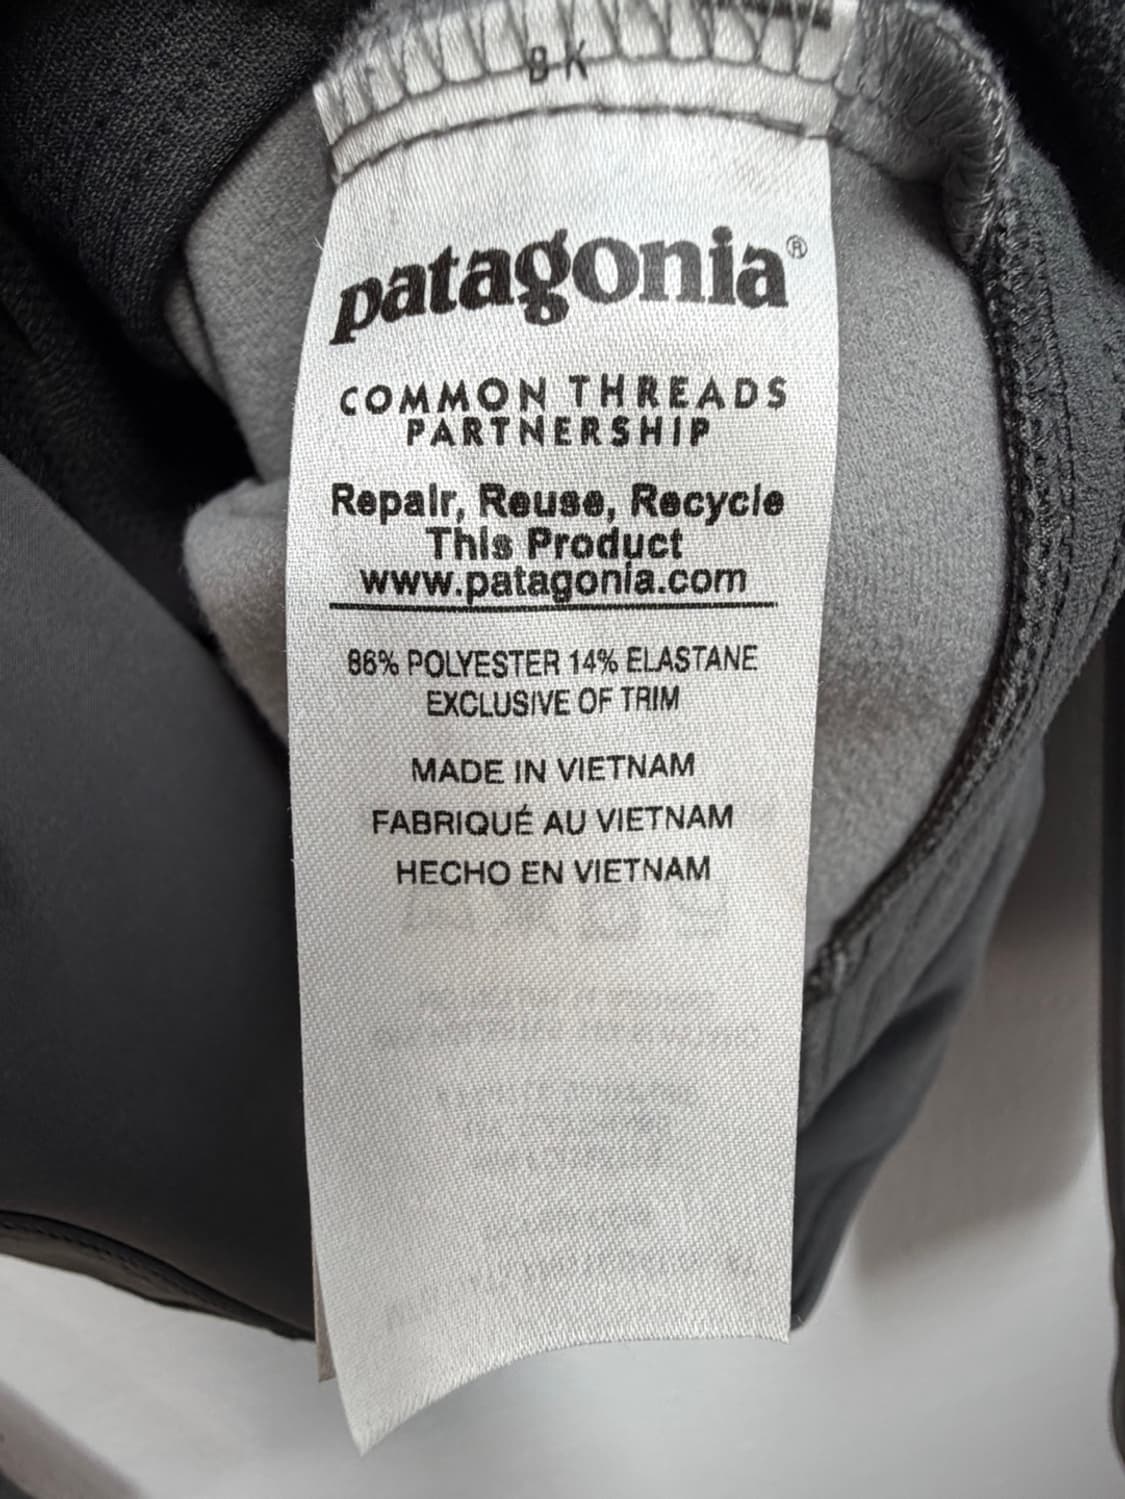 8-K
patagonia®
COMMON THREADS
PARTNERSHIP
Repair, Reuse, Recycle
This Product
www.patagonia.com
86% POLYESTER 14% ELASTANE
EXCLUSIVE OF TRIM
MADE IN VIETNAM
FABRIQUÉ AU VIETNAM
HECHO EN VIETNAM